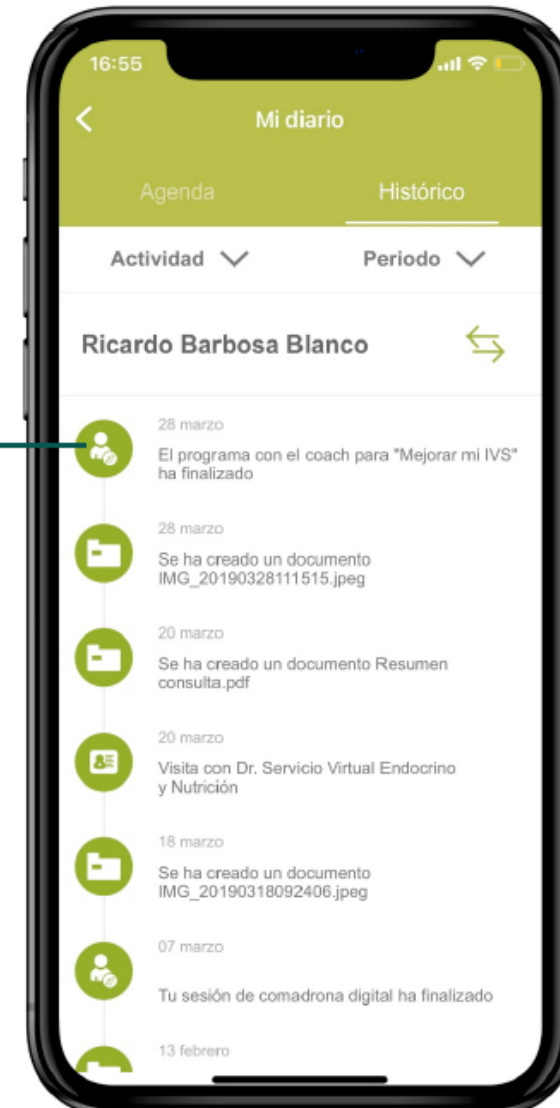 16:55
Mi diario
Agenda Histórico
Actividad Periodo
Ricardo Barbosa Blanco
28 marzo
El programa con el coach para "Mejorar mi IVS"
ha finalizado
28 marzo
Se ha creado un documento
IMG_20190328111515.jpeg
20 marzo
Se ha creado un documento Resumen
consulta.pdf
20 marzo
Visita con Dr. Servicio Virtual Endocrino
y Nutrición
18 marzo
Se ha creado un documento
IMG_20190318092406.jpeg
07 marzo
Tu sesión de comadrona digital ha finalizado
13 febrero